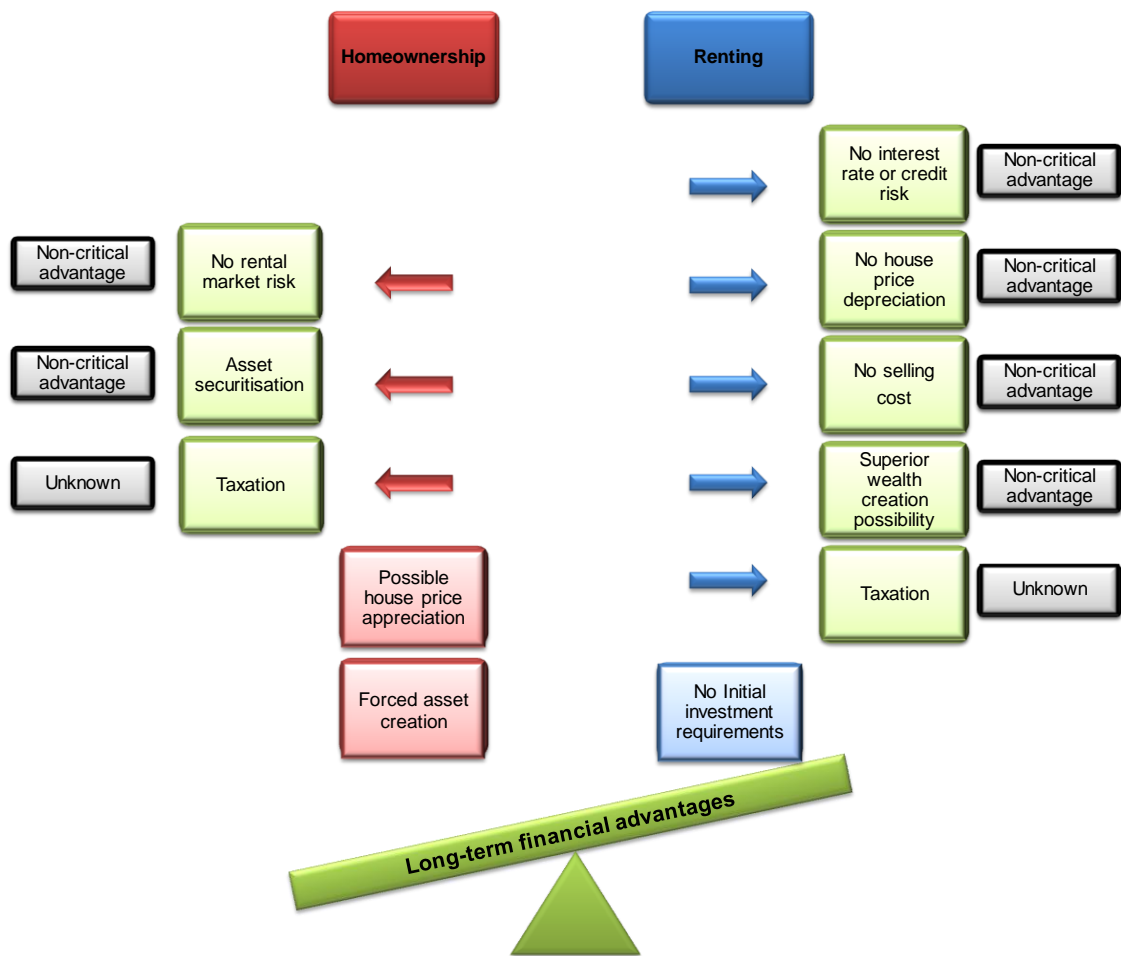 Homeownership
Renting
No interest
rate or credit
risk
Non-critical
advantage
Non-critical
advantage
No rental
market risk
No house
price
depreciation
Non-critical
advantage
Non-critical
advantage
Asset
securitisation
No selling
cost
Non-critical
advantage
Unknown
Taxation
Superior
wealth
creation
possibility
Non-critical
advantage
Possible
house price
appreciation
Taxation
Unknown
Forced asset
creation
No Initial
investment
requirements
Long-term financial advantages